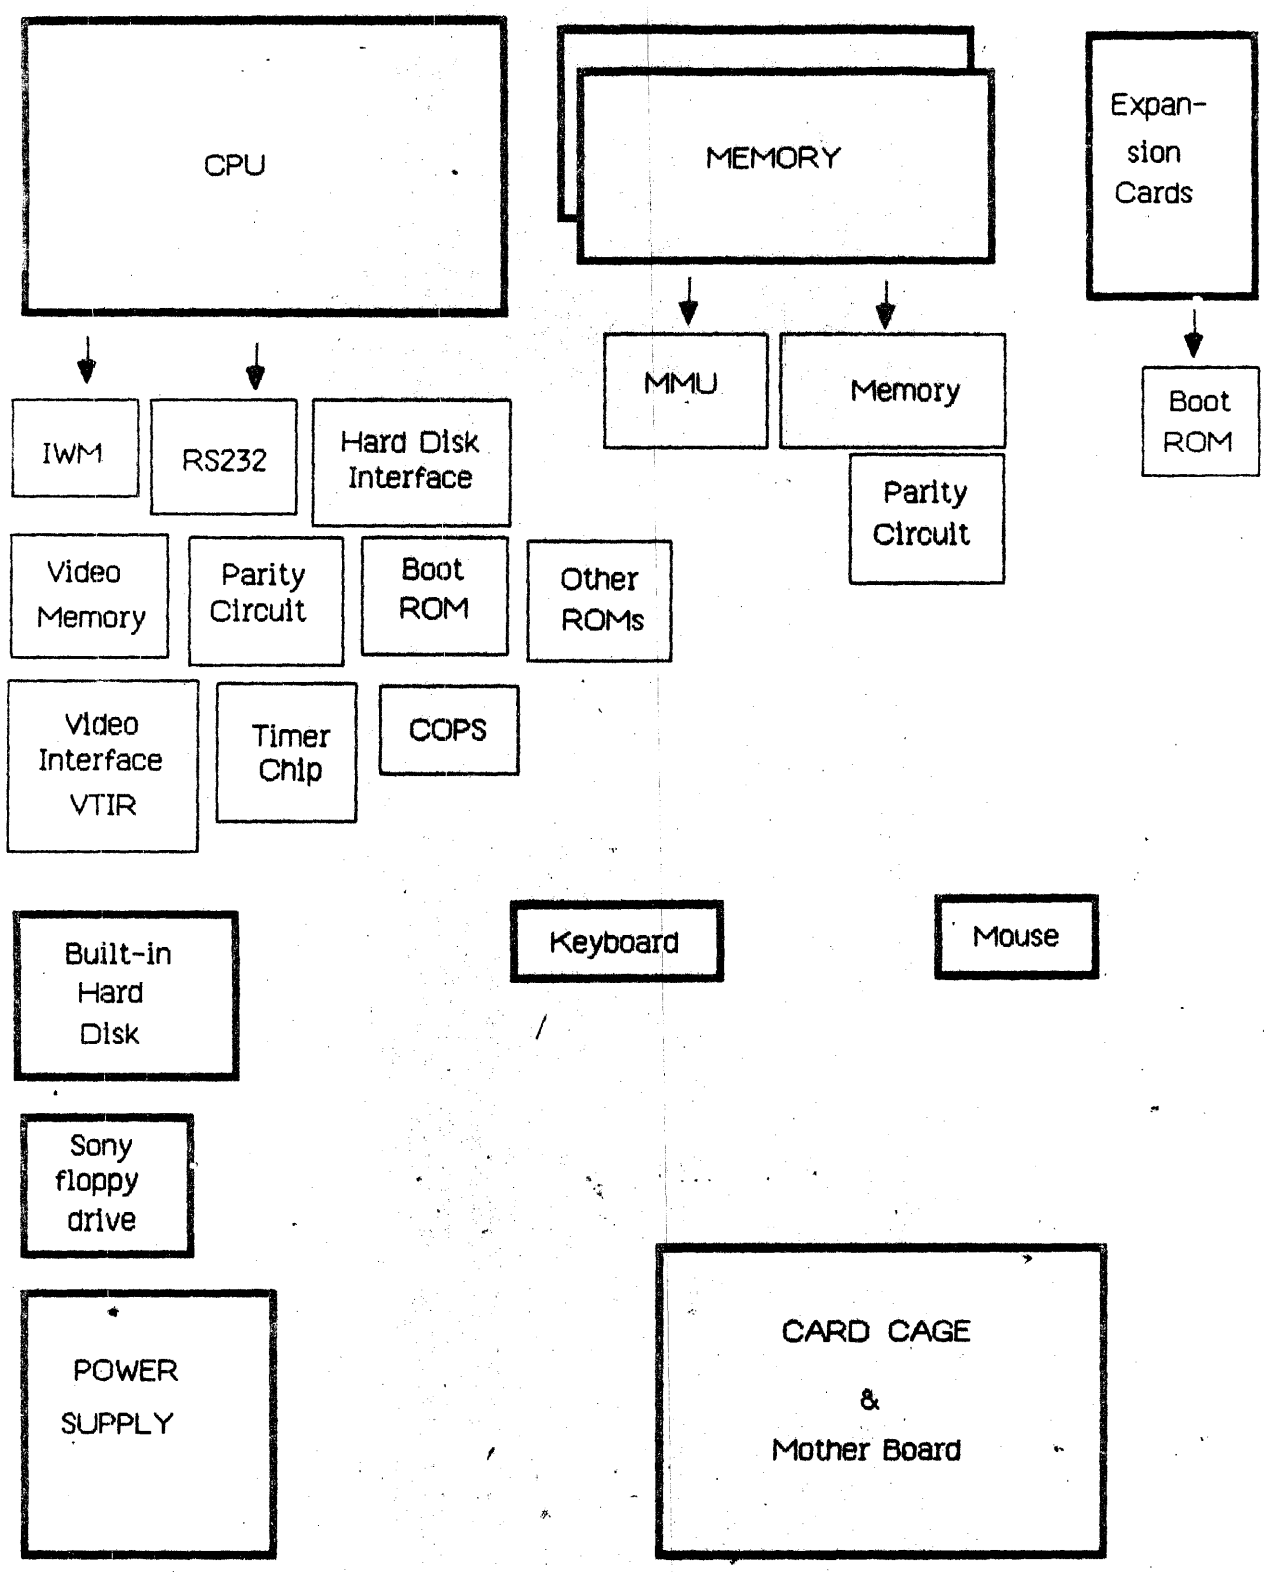 CPU
MEMORY
Expan-
sion
Cards
IWM
RS232
Hard Disk
Interface
MMU
Memory
Boot
ROM
Parity
Circuit
Video
Memory
Parity
Circuit
Boot
ROM
Other
ROMs
Video
Interface
VTIR
Timer
Chip
COPS
Built-in
Hard
Disk
Keyboard
Mouse
Sony
floppy
drive
POWER
SUPPLY
CARD CAGE
&
Mother Board